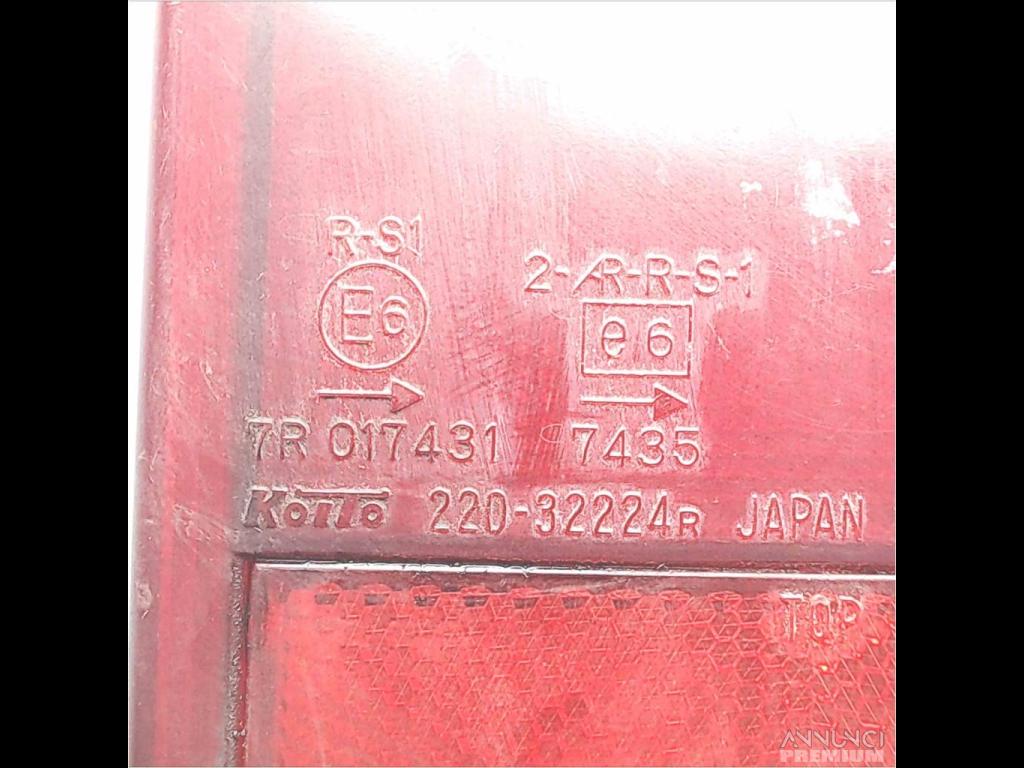 R-S1
E6
7R 017431
2-AR-R-S-1
e6
7435
KOITO 220-32224R JAPAN
TOP
ANNUNCI
PREMIUM